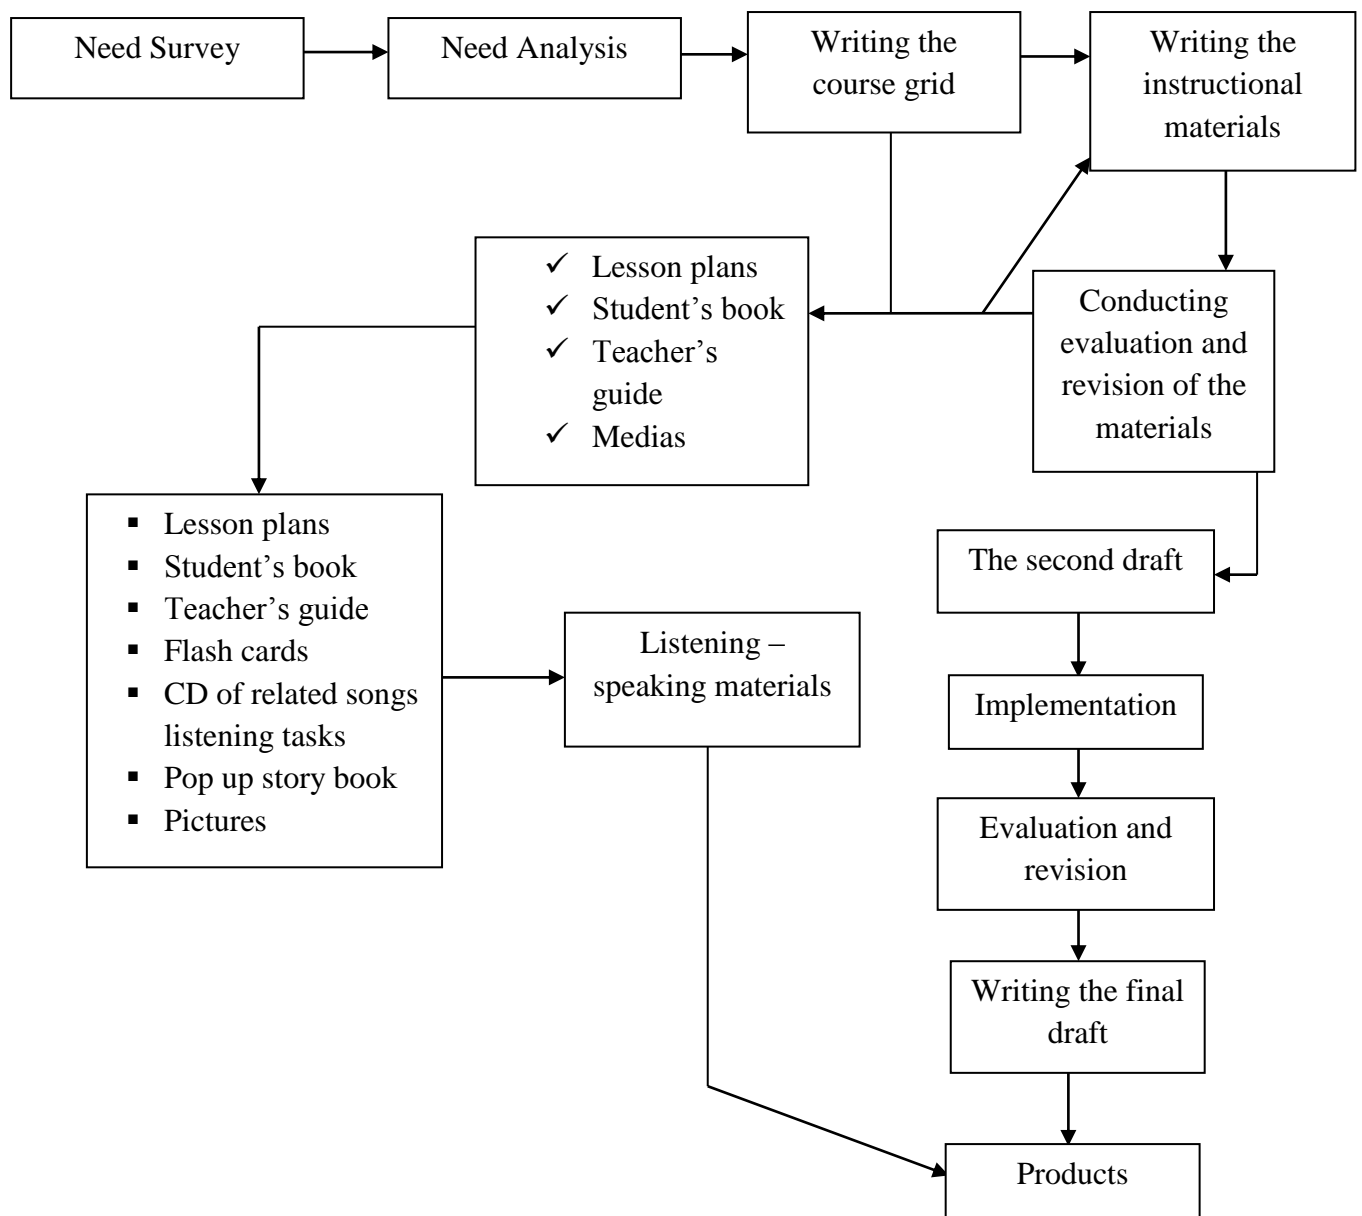 Need Survey
Need Analysis
Writing the
course grid
Writing the
instructional
materials
Lesson plans
Student’s book
Teacher’s
guide
Medias
Conducting
evaluation and
revision of the
materials
Lesson plans
Student’s book
Teacher’s guide
Flash cards
CD of related songs
listening tasks
Pop up story book
Pictures
Listening –
speaking materials
The second draft
Implementation
Evaluation and
revision
Writing the final
draft
Products